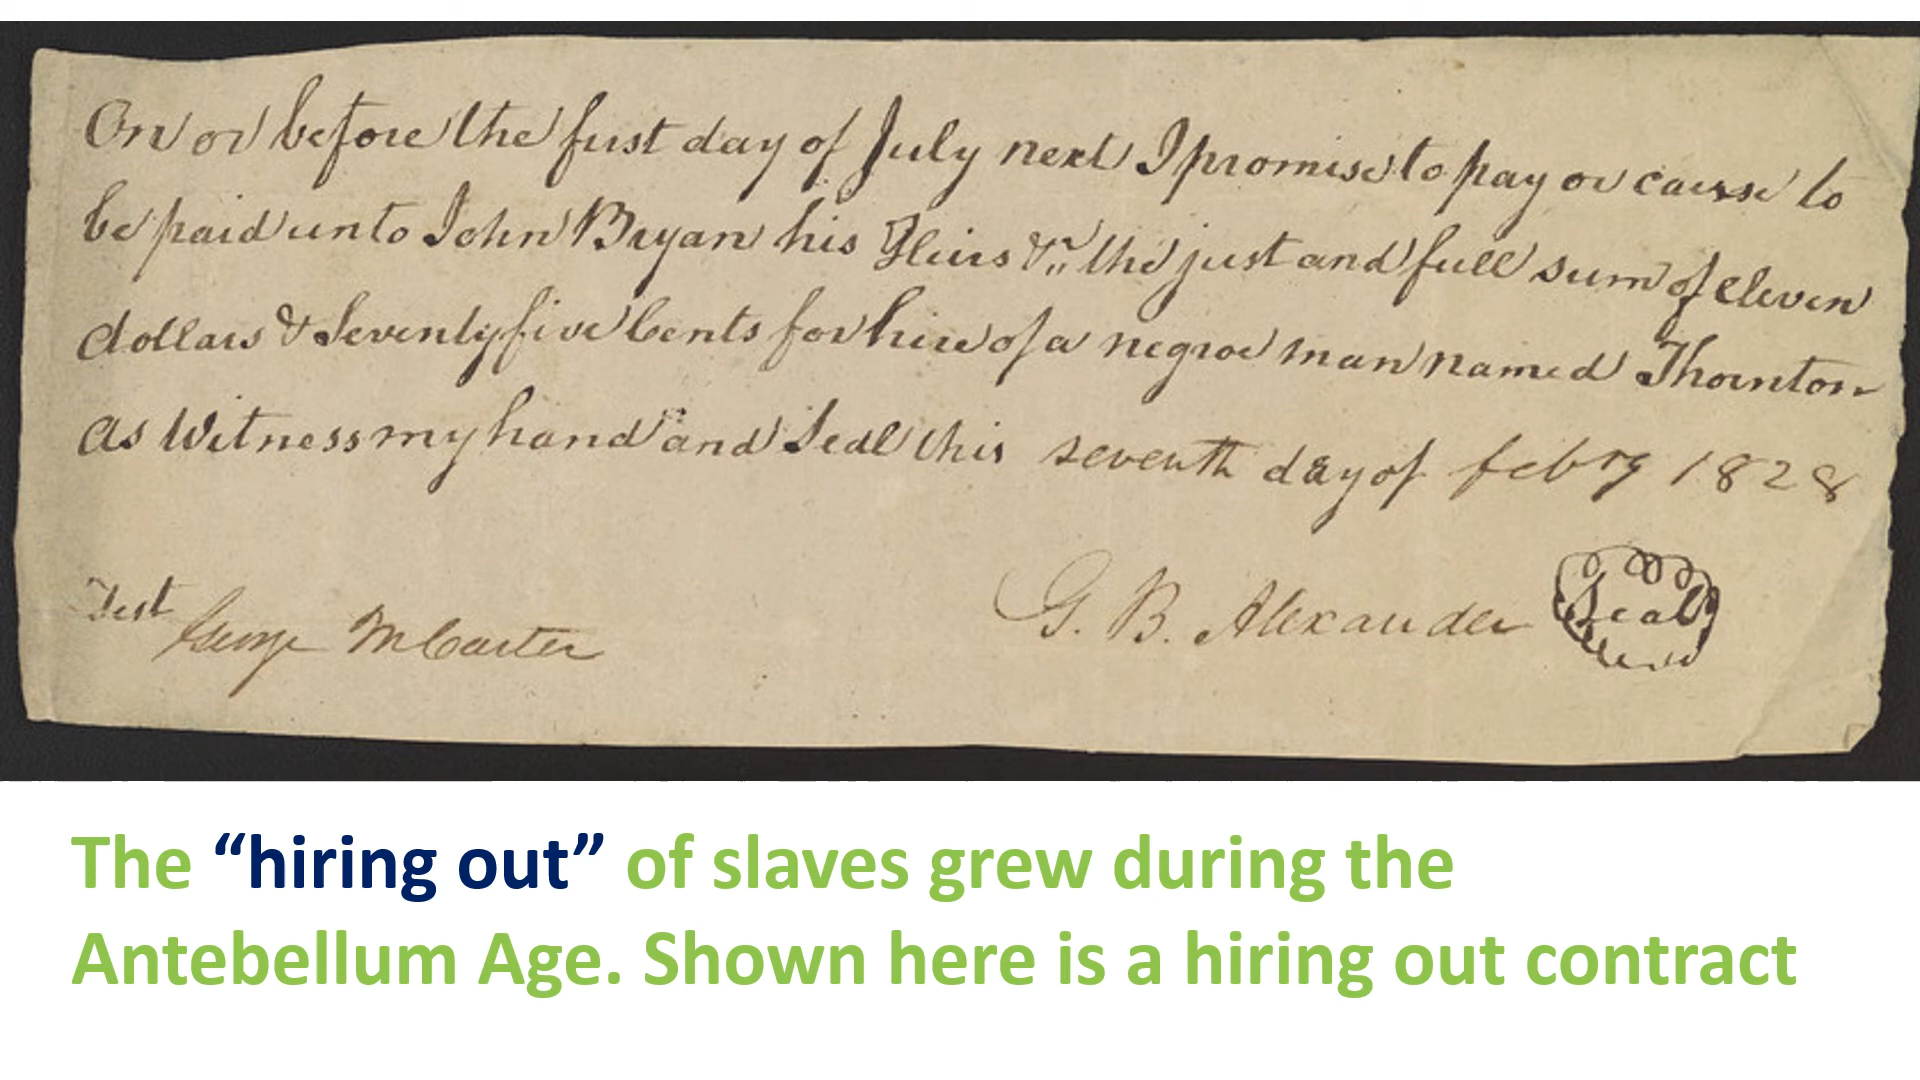 On or before the first day of July next I promise to pay or cause to
be paid unto John Bryan his Heirs &c the just and full sum of eleven
dollars & Seventy five Cents for hire of a negroe man named Thornton
As Witness my hand and Seal this seventh day of febry 1828
Test George McCarter
G. B. Alexander Seal
The “hiring out” of slaves grew during the
Antebellum Age. Shown here is a hiring out contract